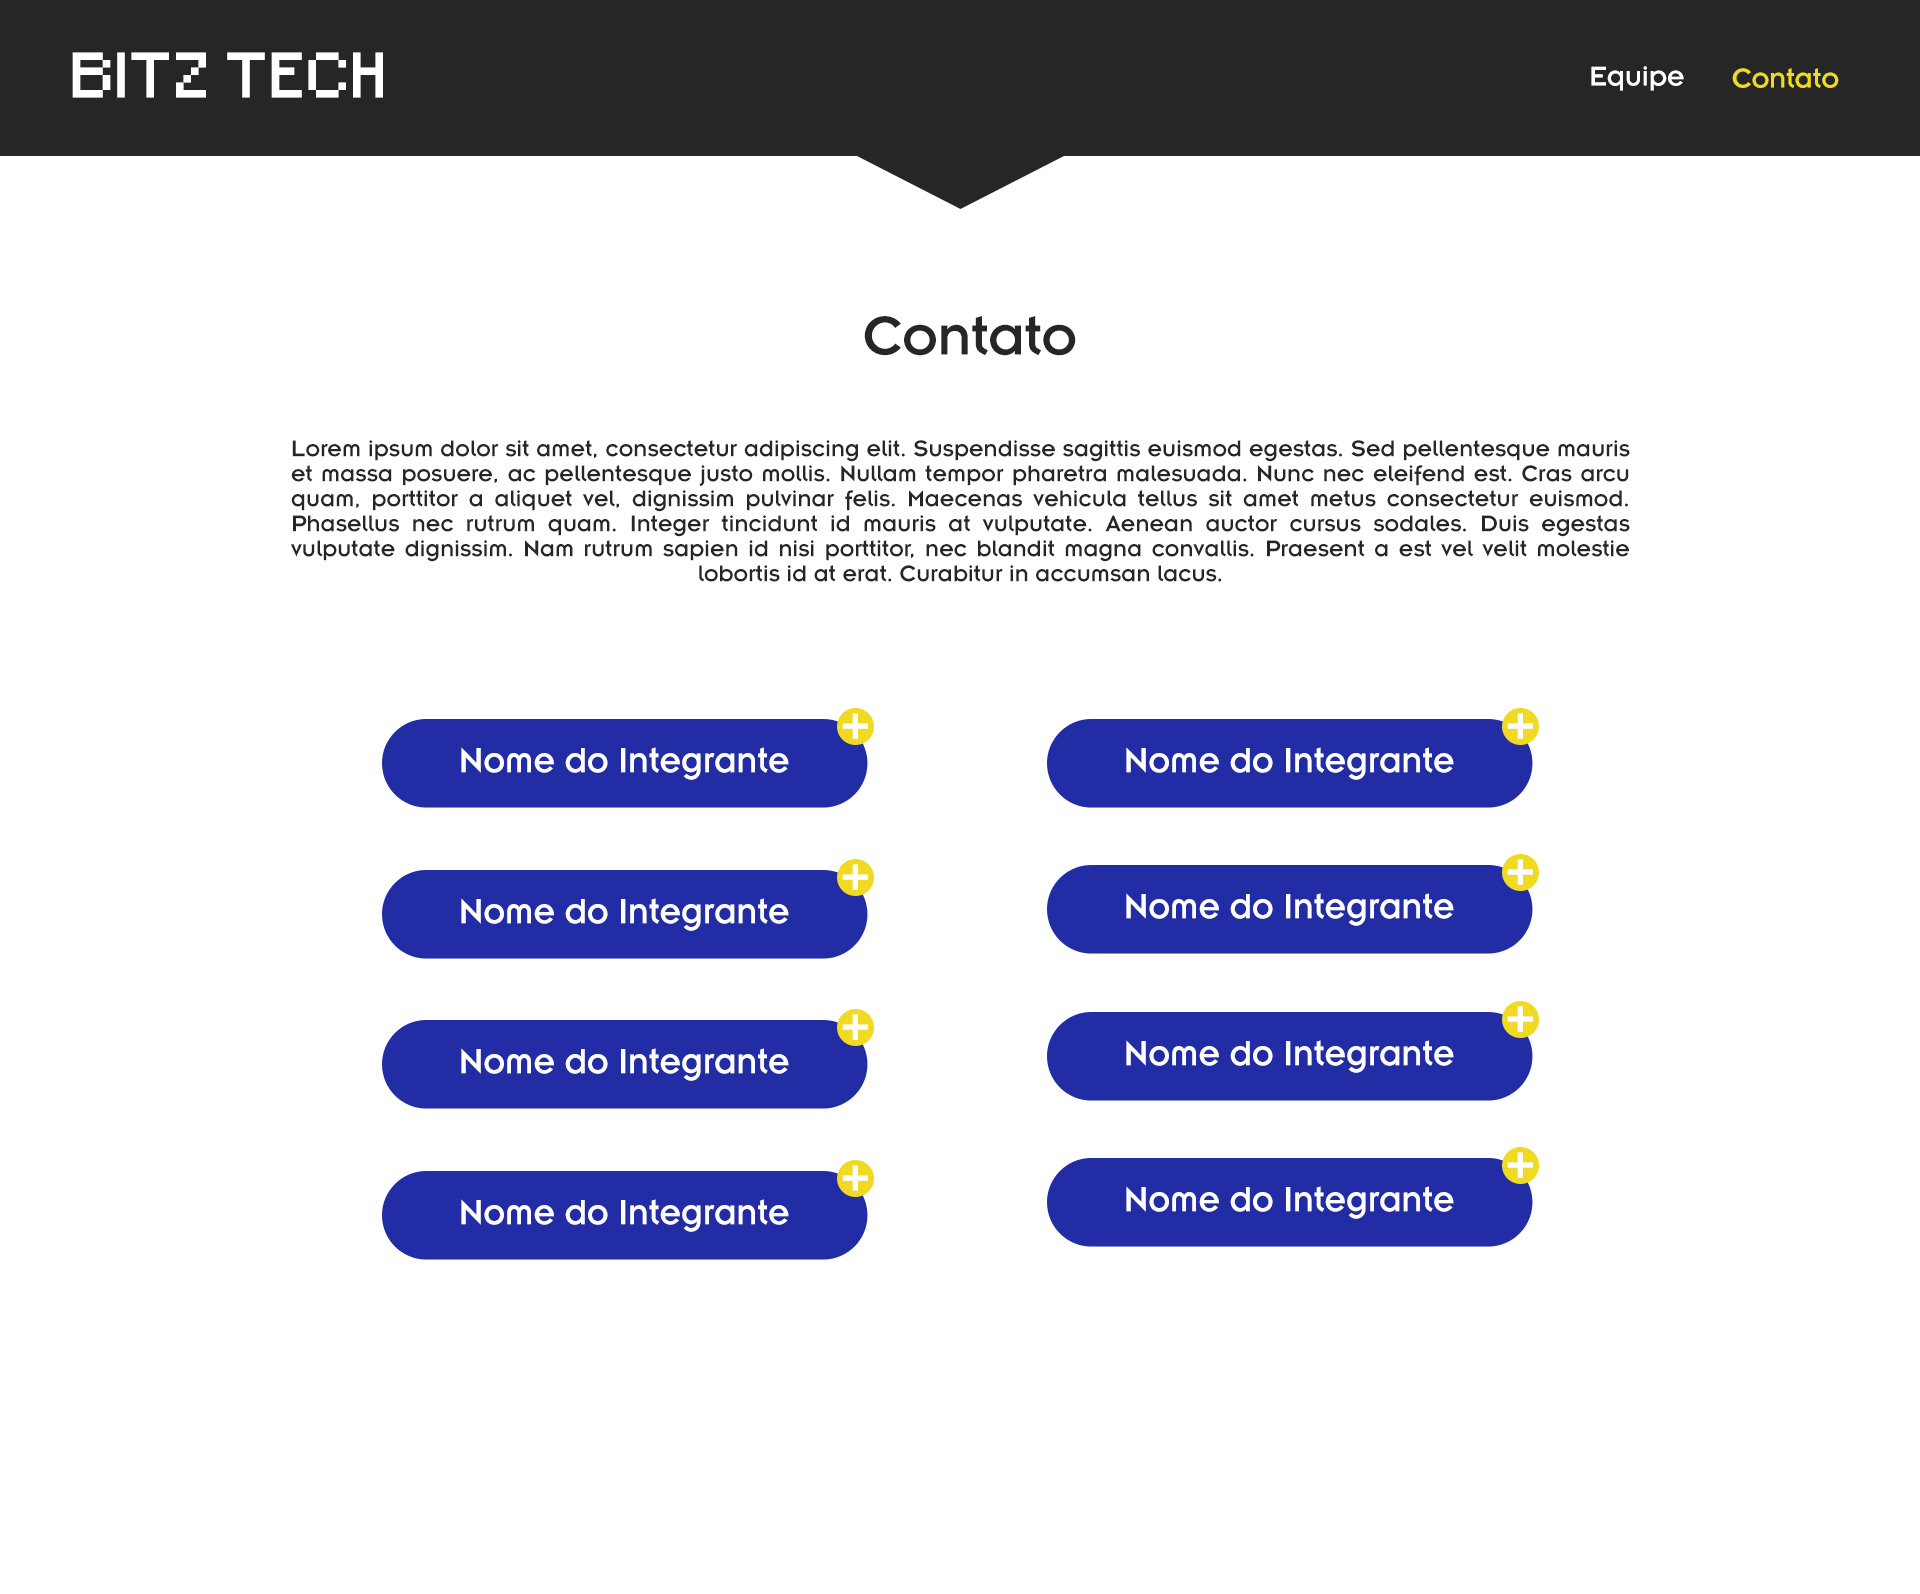 BITZ TECH
Equipe Contato
Contato
Lorem ipsum dolor sit amet, consectetur adipiscing elit. Suspendisse sagittis euismod egestas. Sed pellentesque mauris
et massa posuere, ac pellentesque justo mollis. Nullam tempor pharetra malesuada. Nunc nec eleifend est. Cras arcu
quam, porttitor a aliquet vel, dignissim pulvinar felis. Maecenas vehicula tellus sit amet metus consectetur euismod.
Phasellus nec rutrum quam. Integer tincidunt id mauris at vulputate. Aenean auctor cursus sodales. Duis egestas
vulputate dignissim. Nam rutrum sapien id nisi porttitor, nec blandit magna convallis. Praesent a est vel velit molestie
lobortis id at erat. Curabitur in accumsan lacus.
Nome do Integrante
Nome do Integrante
Nome do Integrante
Nome do Integrante
Nome do Integrante
Nome do Integrante
Nome do Integrante
Nome do Integrante